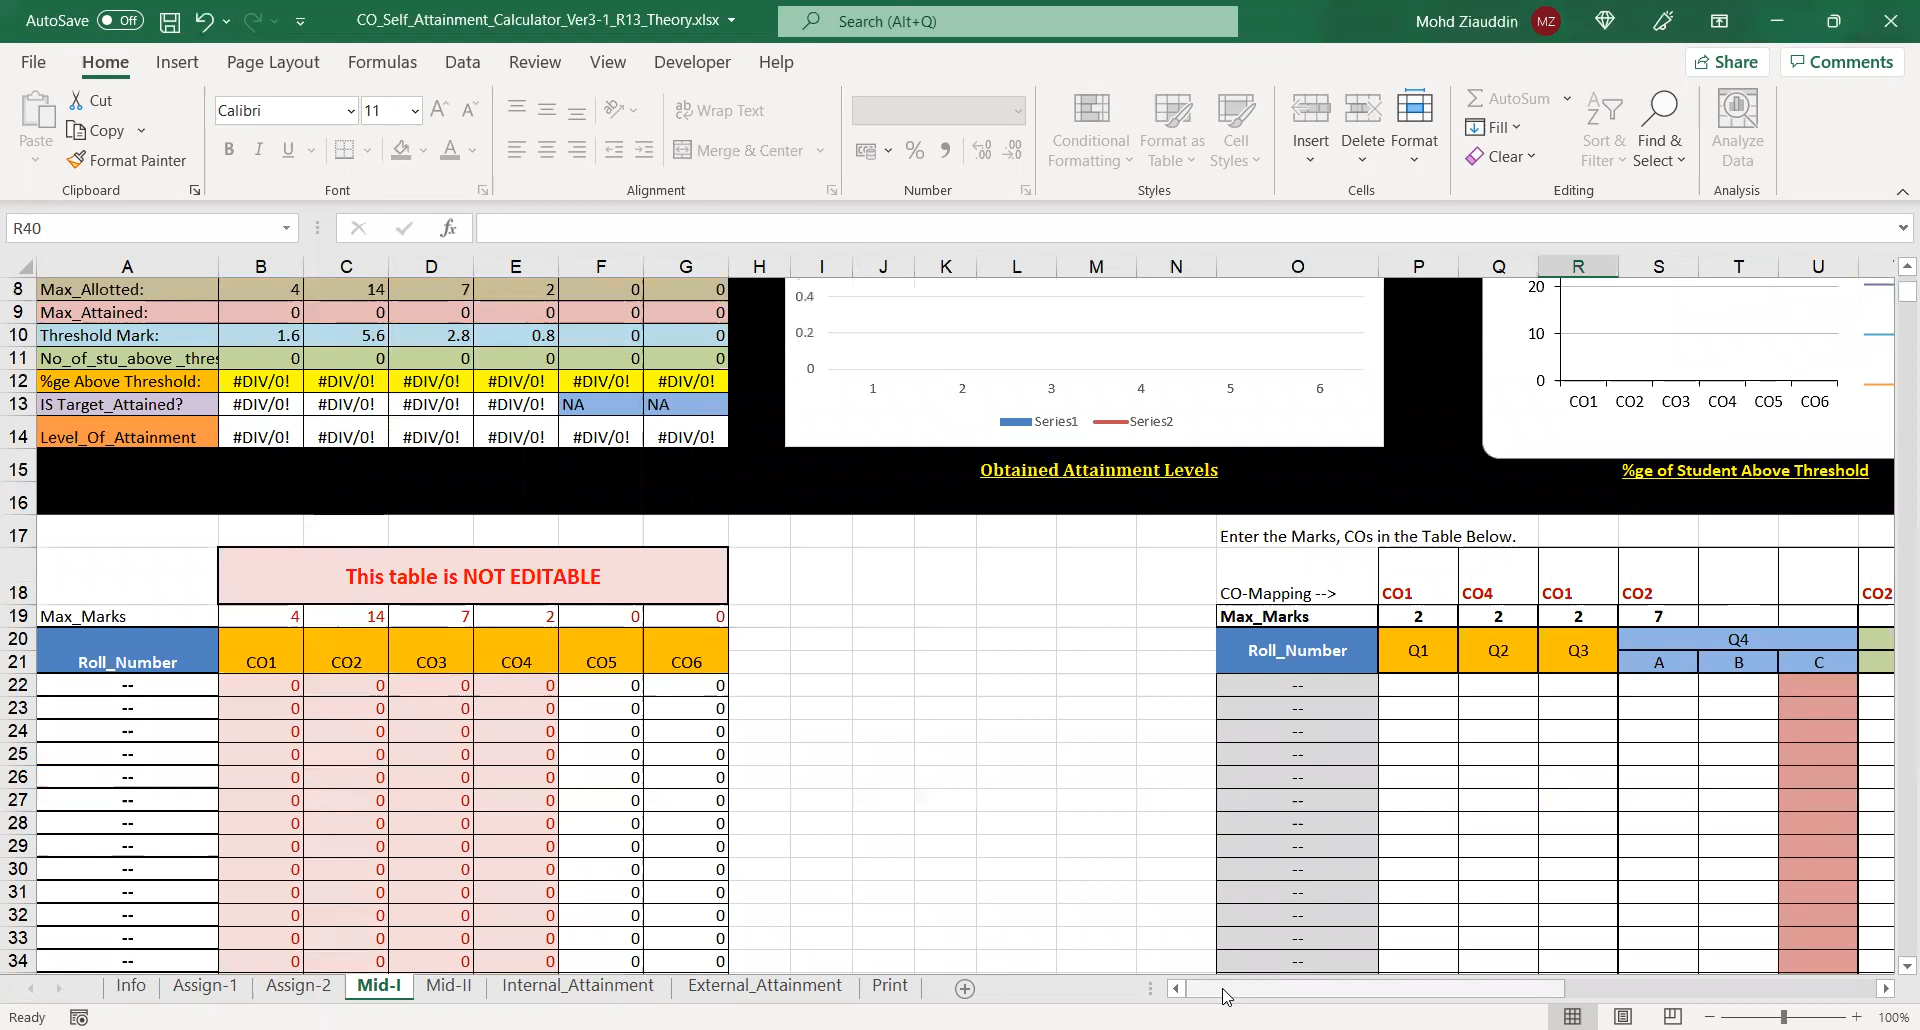 AutoSave Off CO_Self_Attainment_Calculator_Ver3-1_R13_Theory.xlsx Search (Alt+Q) Mohd Ziauddin MZ
File Home Insert Page Layout Formulas Data Review View Developer Help Share Comments
Paste Cut Copy Format Painter Clipboard
Calibri 11 B I U A Font
ab Wrap Text Merge & Center Alignment
% Number
Conditional Formatting Format as Table Cell Styles Styles
Insert Delete Format Cells
AutoSum Fill Clear Sort & Filter Find & Select Editing
Analyze Data Analysis
R40 fx
A B C D E F G H I J K L M N O P Q R S T U
8 Max_Allotted: 4 14 7 2 0 0
9 Max_Attained: 0 0 0 0 0 0
10 Threshold Mark: 1.6 5.6 2.8 0.8 0 0
11 No_of_stu_above _thres 0 0 0 0 0 0
12 %ge Above Threshold: #DIV/0! #DIV/0! #DIV/0! #DIV/0! #DIV/0! #DIV/0!
13 IS Target_Attained? #DIV/0! #DIV/0! #DIV/0! #DIV/0! NA NA
14 Level_Of_Attainment #DIV/0! #DIV/0! #DIV/0! #DIV/0! #DIV/0! #DIV/0!
0.4
0.2
0
1 2 3 4 5 6
Series1 Series2
20
10
0
CO1 CO2 CO3 CO4 CO5 CO6
15 Obtained Attainment Levels %ge of Student Above Threshold
16
17 Enter the Marks, COs in the Table Below.
18 This table is NOT EDITABLE CO-Mapping --> CO1 CO4 CO1 CO2 CO2
19 Max_Marks 4 14 7 2 0 0 Max_Marks 2 2 2 7
20 Q4
21 Roll_Number CO1 CO2 CO3 CO4 CO5 CO6 Roll_Number Q1 Q2 Q3 A B C
22 -- 0 0 0 0 0 0 --
23 -- 0 0 0 0 0 0 --
24 -- 0 0 0 0 0 0 --
25 -- 0 0 0 0 0 0 --
26 -- 0 0 0 0 0 0 --
27 -- 0 0 0 0 0 0 --
28 -- 0 0 0 0 0 0 --
29 -- 0 0 0 0 0 0 --
30 -- 0 0 0 0 0 0 --
31 -- 0 0 0 0 0 0 --
32 -- 0 0 0 0 0 0 --
33 -- 0 0 0 0 0 0 --
34 -- 0 0 0 0 0 0 --
Info Assign-1 Assign-2 Mid-I Mid-II Internal_Attainment External_Attainment Print
Ready 100%